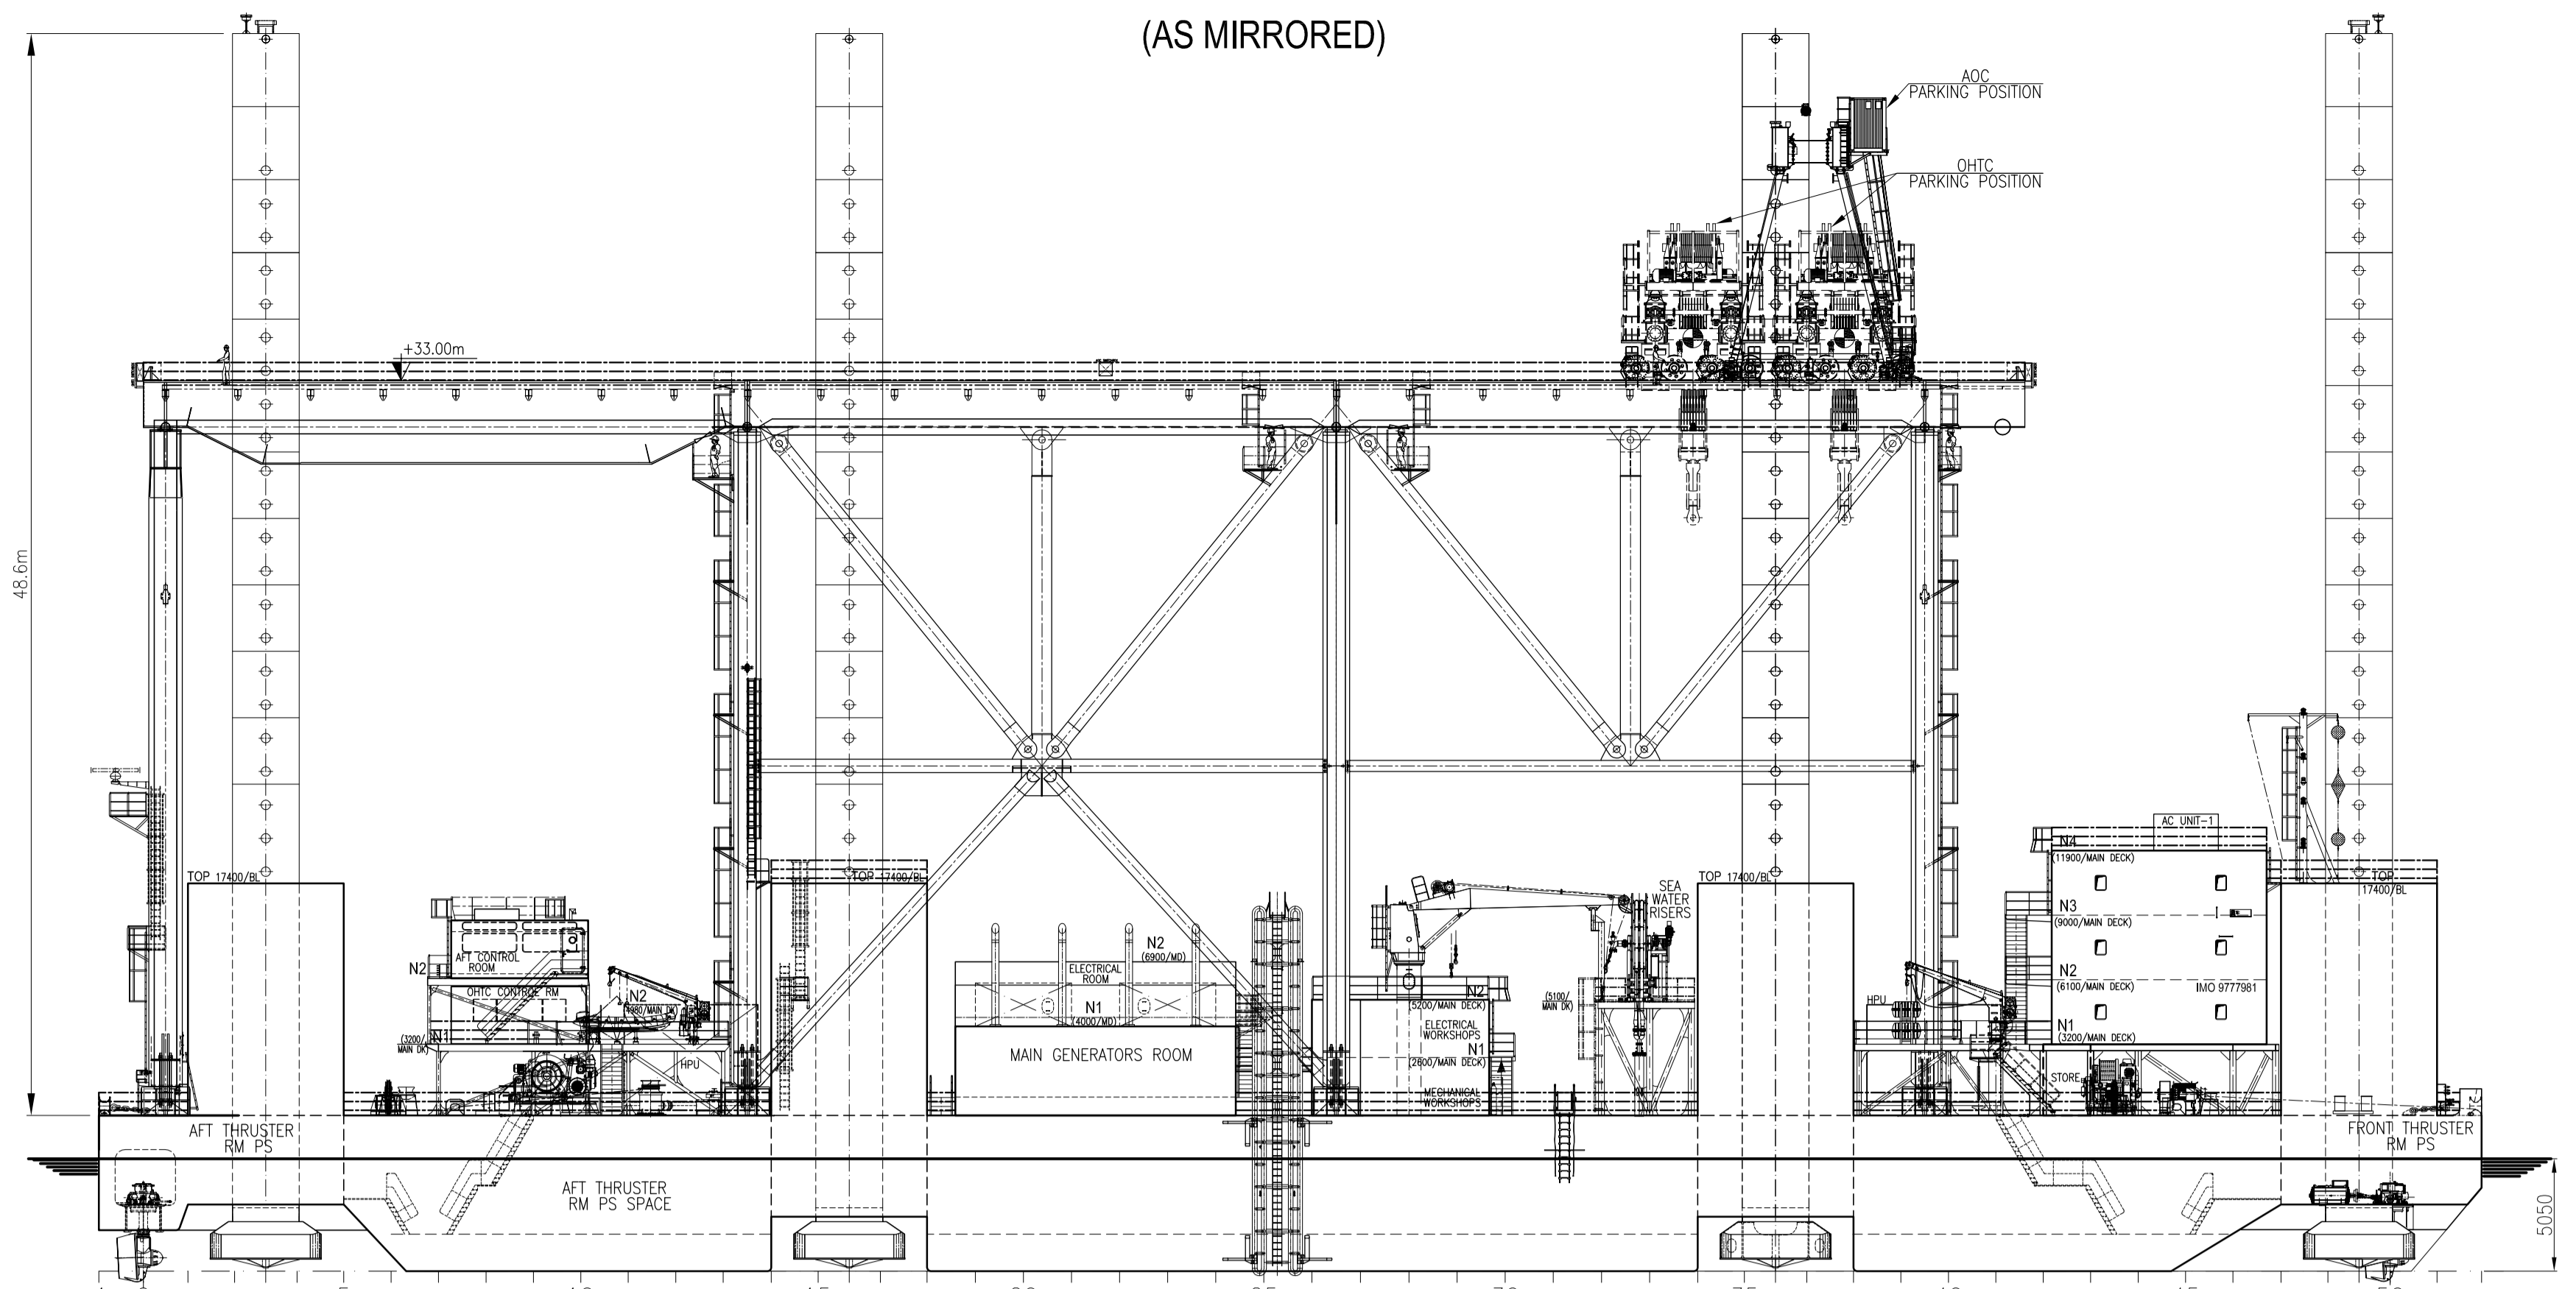 (AS MIRRORED)
AOC
PARKING POSITION
OHTC
PARKING POSITION
+33.00m
48.6m
TOP 17400/BL
TOP 17400/BL
TOP 17400/BL
TOP
17400/BL
AC UNIT-1
N4
(11900/MAIN DECK)
N3
(9000/MAIN DECK)
N2
(6100/MAIN DECK)
IMO 9777981
N1
(3200/MAIN DECK)
SEA
WATER
RISERS
AFT CONTROL
ROOM
N2
OHTC CONTROL RM
N2
(4980/MAIN DK)
N1
(3200/
MAIN DK)
HPU
N2
(6900/MD)
ELECTRICAL
ROOM
N1
(4000/MD)
MAIN GENERATORS ROOM
N2
(5200/MAIN DECK)
ELECTRICAL
WORKSHOPS
N1
(2600/MAIN DECK)
MECHANICAL
WORKSHOPS
(5100/
MAIN DK)
HPU
STORE
AFT THRUSTER
RM PS
AFT THRUSTER
RM PS SPACE
FRONT THRUSTER
RM PS
5050